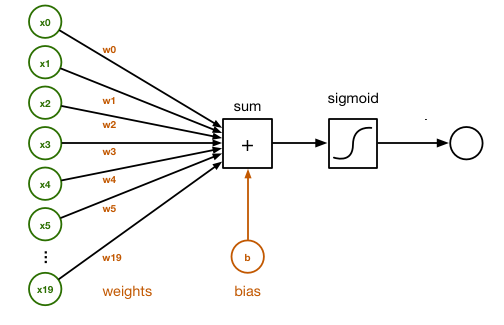 x0
w0
x1
w1
x2
w2
x3
w3
x4
w4
x5
w5
⋮
x19
w19
weights
sum
+
b
bias
sigmoid